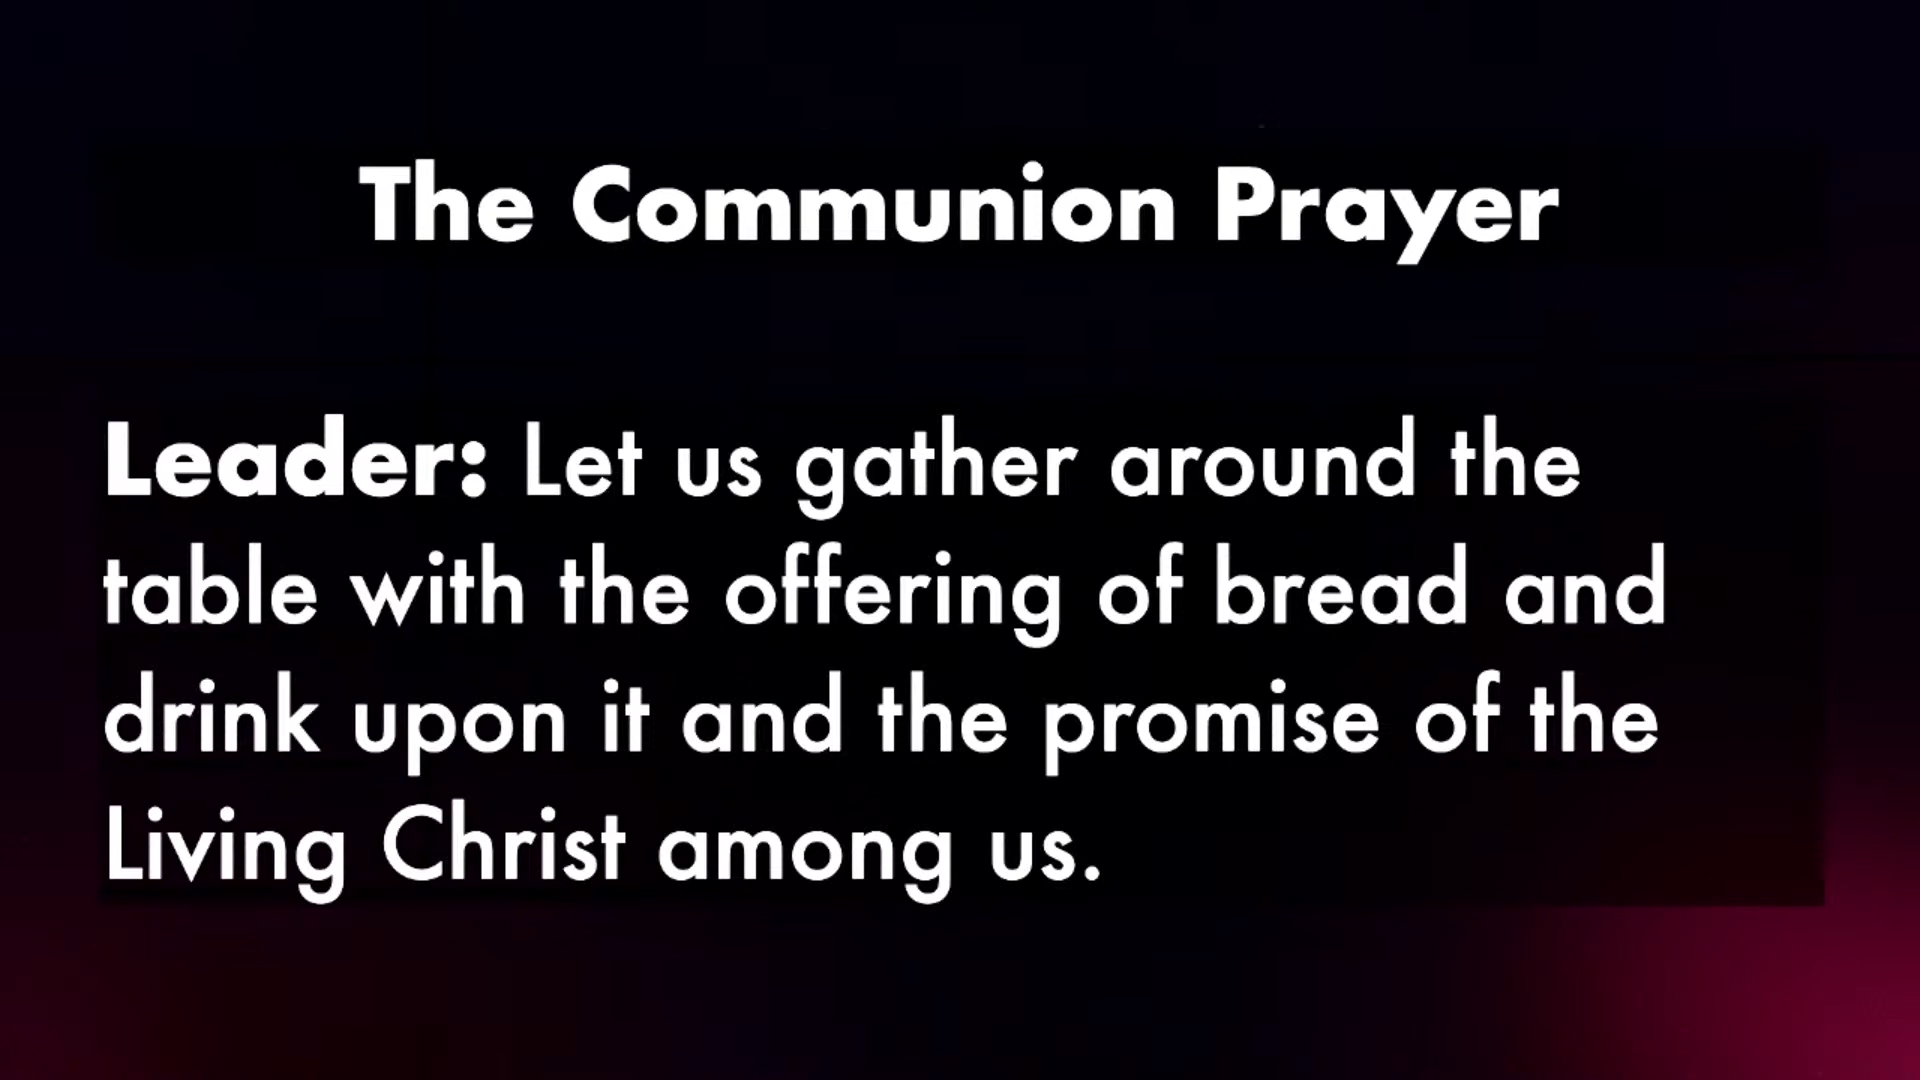 The Communion Prayer
Leader: Let us gather around the
table with the offering of bread and
drink upon it and the promise of the
Living Christ among us.